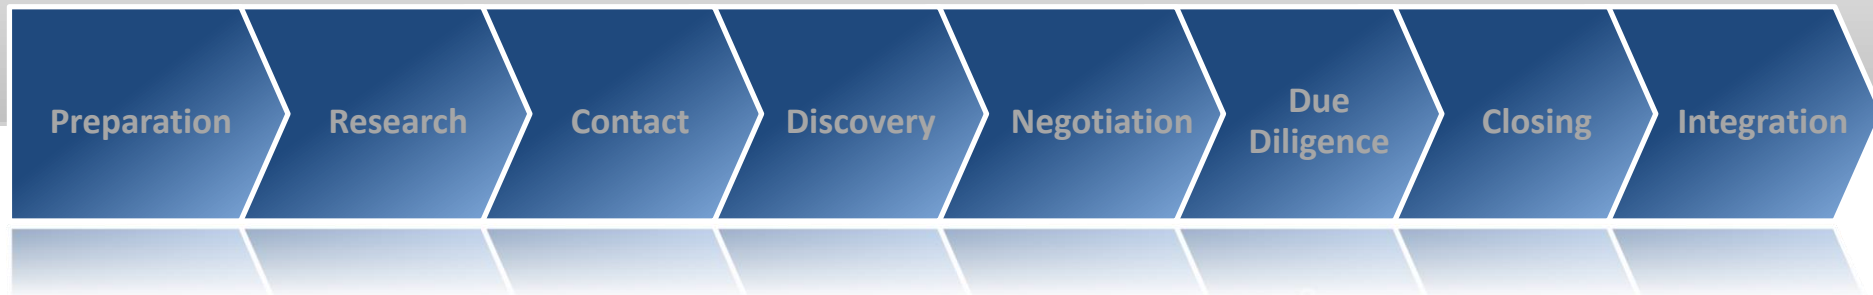 Preparation
Research
Contact
Discovery
Negotiation
Due
Diligence
Closing
Integration